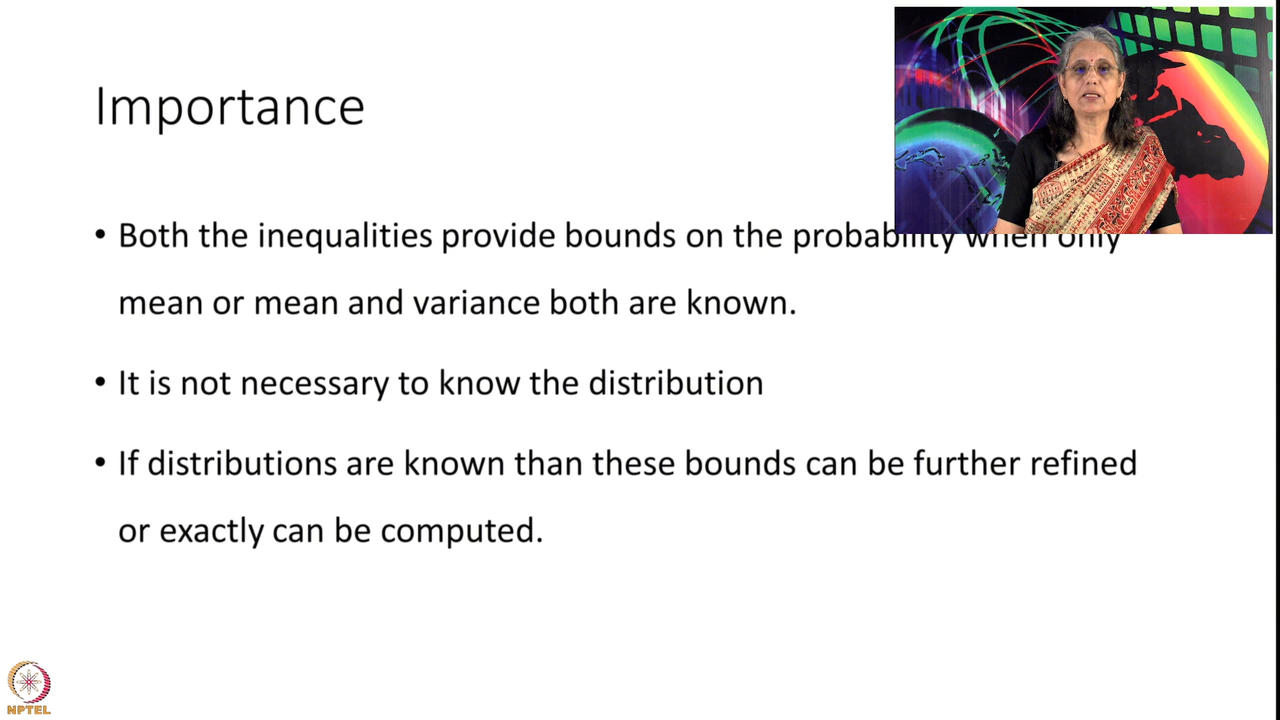 Importance
• Both the inequalities provide bounds on the probability when only
mean or mean and variance both are known.
• It is not necessary to know the distribution
• If distributions are known than these bounds can be further refined
or exactly can be computed.
NPTEL